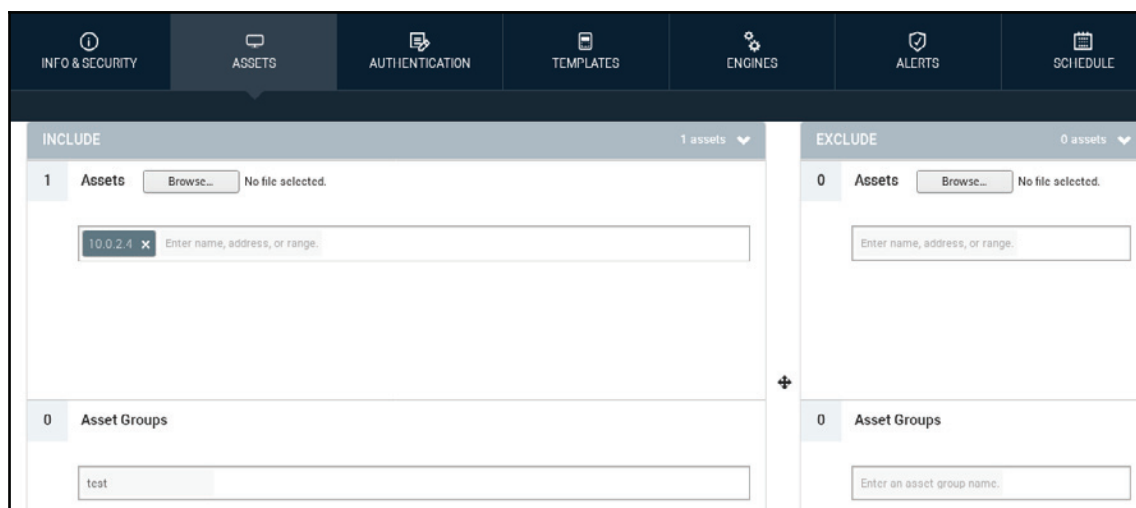 INFO & SECURITY
ASSETS
AUTHENTICATION
TEMPLATES
ENGINES
ALERTS
SCHEDULE
INCLUDE
1 assets
1
Assets
Browse...
No file selected.
10.0.2.4 ×
Enter name, address, or range.
0
Asset Groups
test
EXCLUDE
0 assets
0
Assets
Browse...
No file selected.
Enter name, address, or range.
0
Asset Groups
Enter an asset group name.